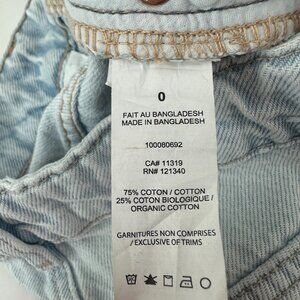 0
FAIT AU BANGLADESH
MADE IN BANGLADESH
100060692
CA# 11319
RN# 121340
75% COTON / COTTON
25% COTON BIOLOGIQUE /
ORGANIC COTTON
GARNITURES NON COMPRISES
/ EXCLUSIVE OF TRIMS